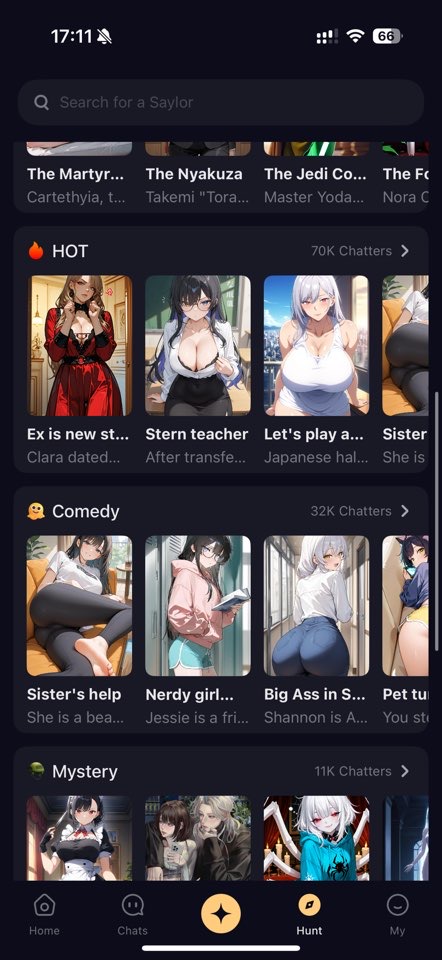 17:11
66
Search for a Saylor
The Martyr... The Nyakuza The Jedi Co... The Fo
Cartethyia, t... Takemi "Tora... Master Yoda... Nora C
HOT 70K Chatters
Ex is new st... Stern teacher Let's play a... Sister
Clara dated... After transfe... Japanese hal... She is
Comedy 32K Chatters
Sister's help Nerdy girl... Big Ass in S... Pet tu
She is a bea... Jessie is a fri... Shannon is A... You ste
Mystery 11K Chatters
Home Chats Hunt My